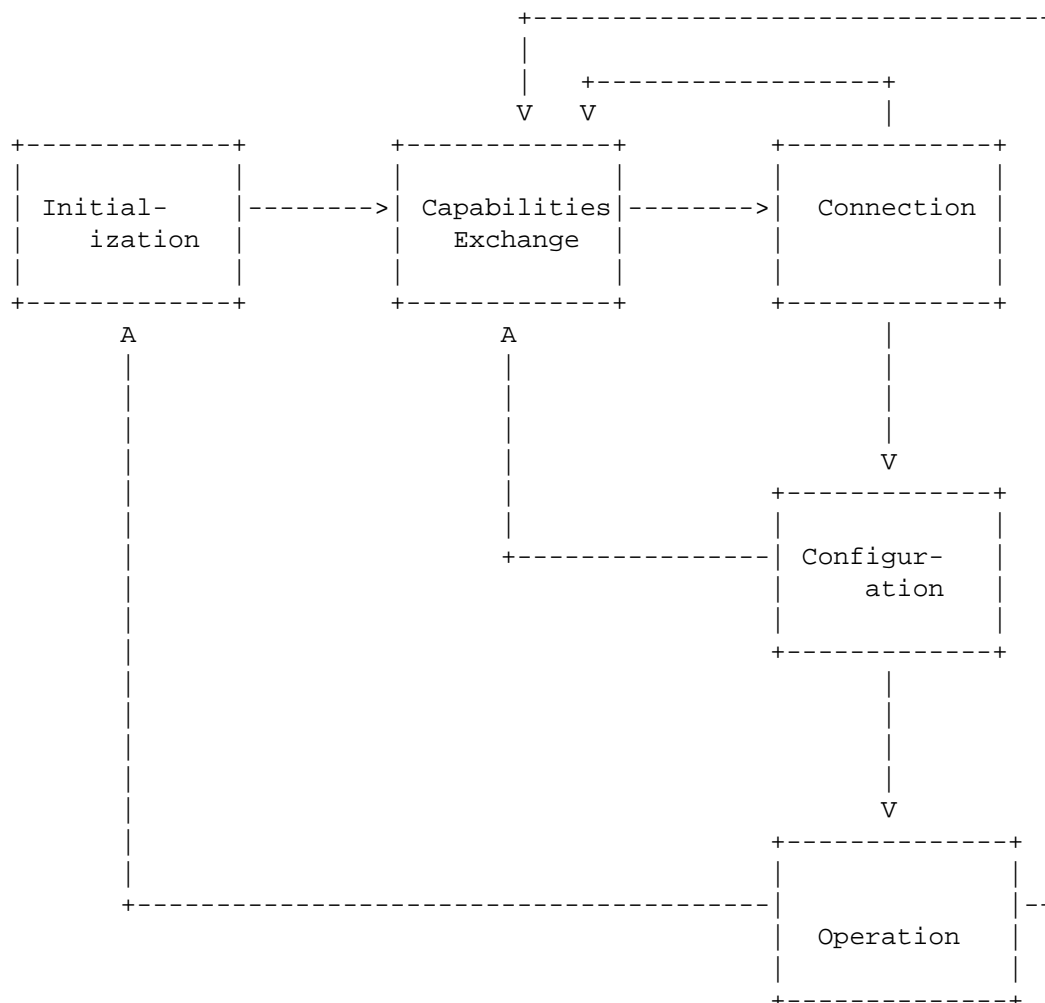 Initial-
ization
Capabilities
Exchange
Connection
Configur-
ation
Operation